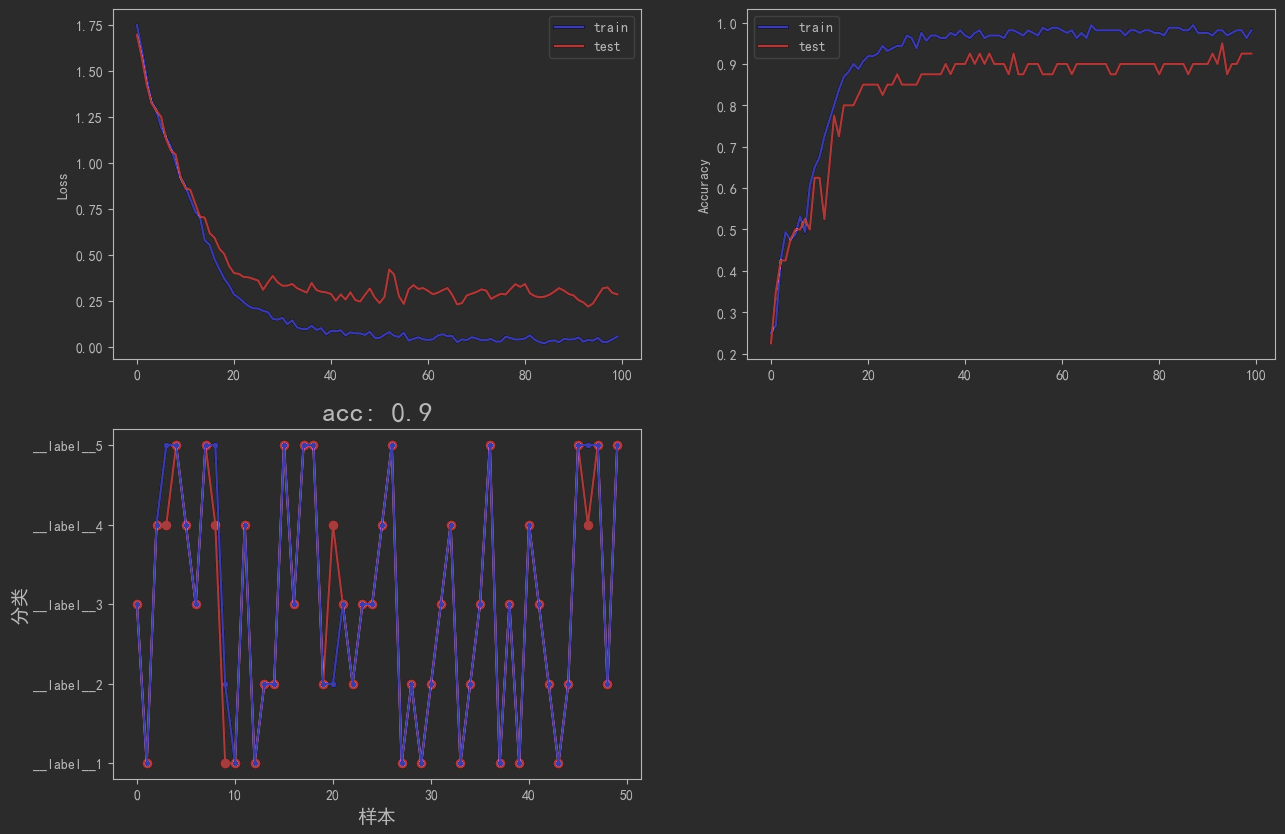 1.75
1.50
1.25
1.00
0.75
0.50
0.25
0.00
Loss
train
test
0 20 40 60 80 100
1.0
0.9
0.8
0.7
0.6
0.5
0.4
0.3
0.2
Accuracy
train
test
0 20 40 60 80 100
acc: 0.9
__label__5
__label__4
__label__3
__label__2
__label__1
分类
0 10 20 30 40 50
样本